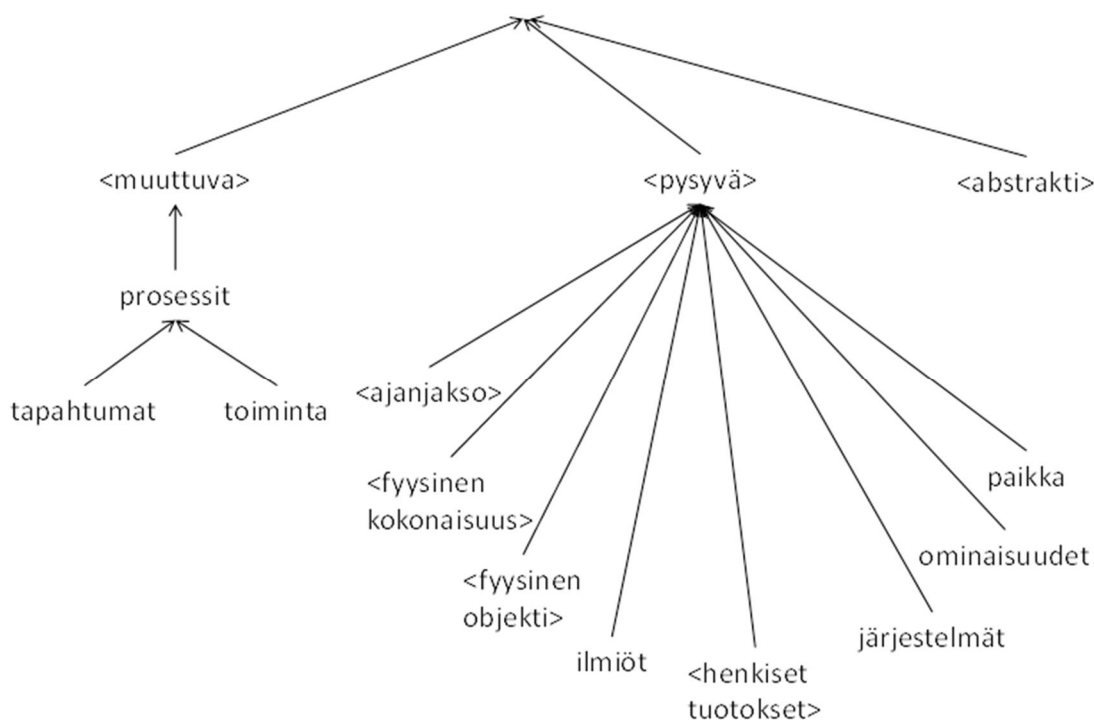 <muuttuva>
<pysyvä>
<abstrakti>
prosessit
tapahtumat
toiminta
<ajanjakso>
<fyysinen
kokonaisuus>
<fyysinen
objekti>
ilmiöt
<henkiset
tuotokset>
järjestelmät
ominaisuudet
paikka